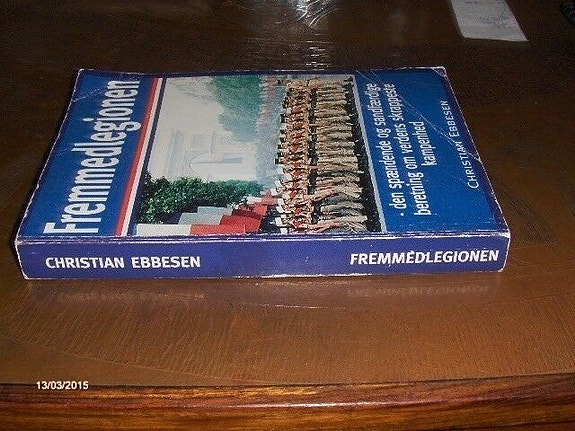 Fremmedlegionen
- den spændende og sandfærdige
beretning om verdens skrappeste
kampenhed
CHRISTIAN EBBESEN
CHRISTIAN EBBESEN
FREMMEDLEGIONEN
13/03/2015